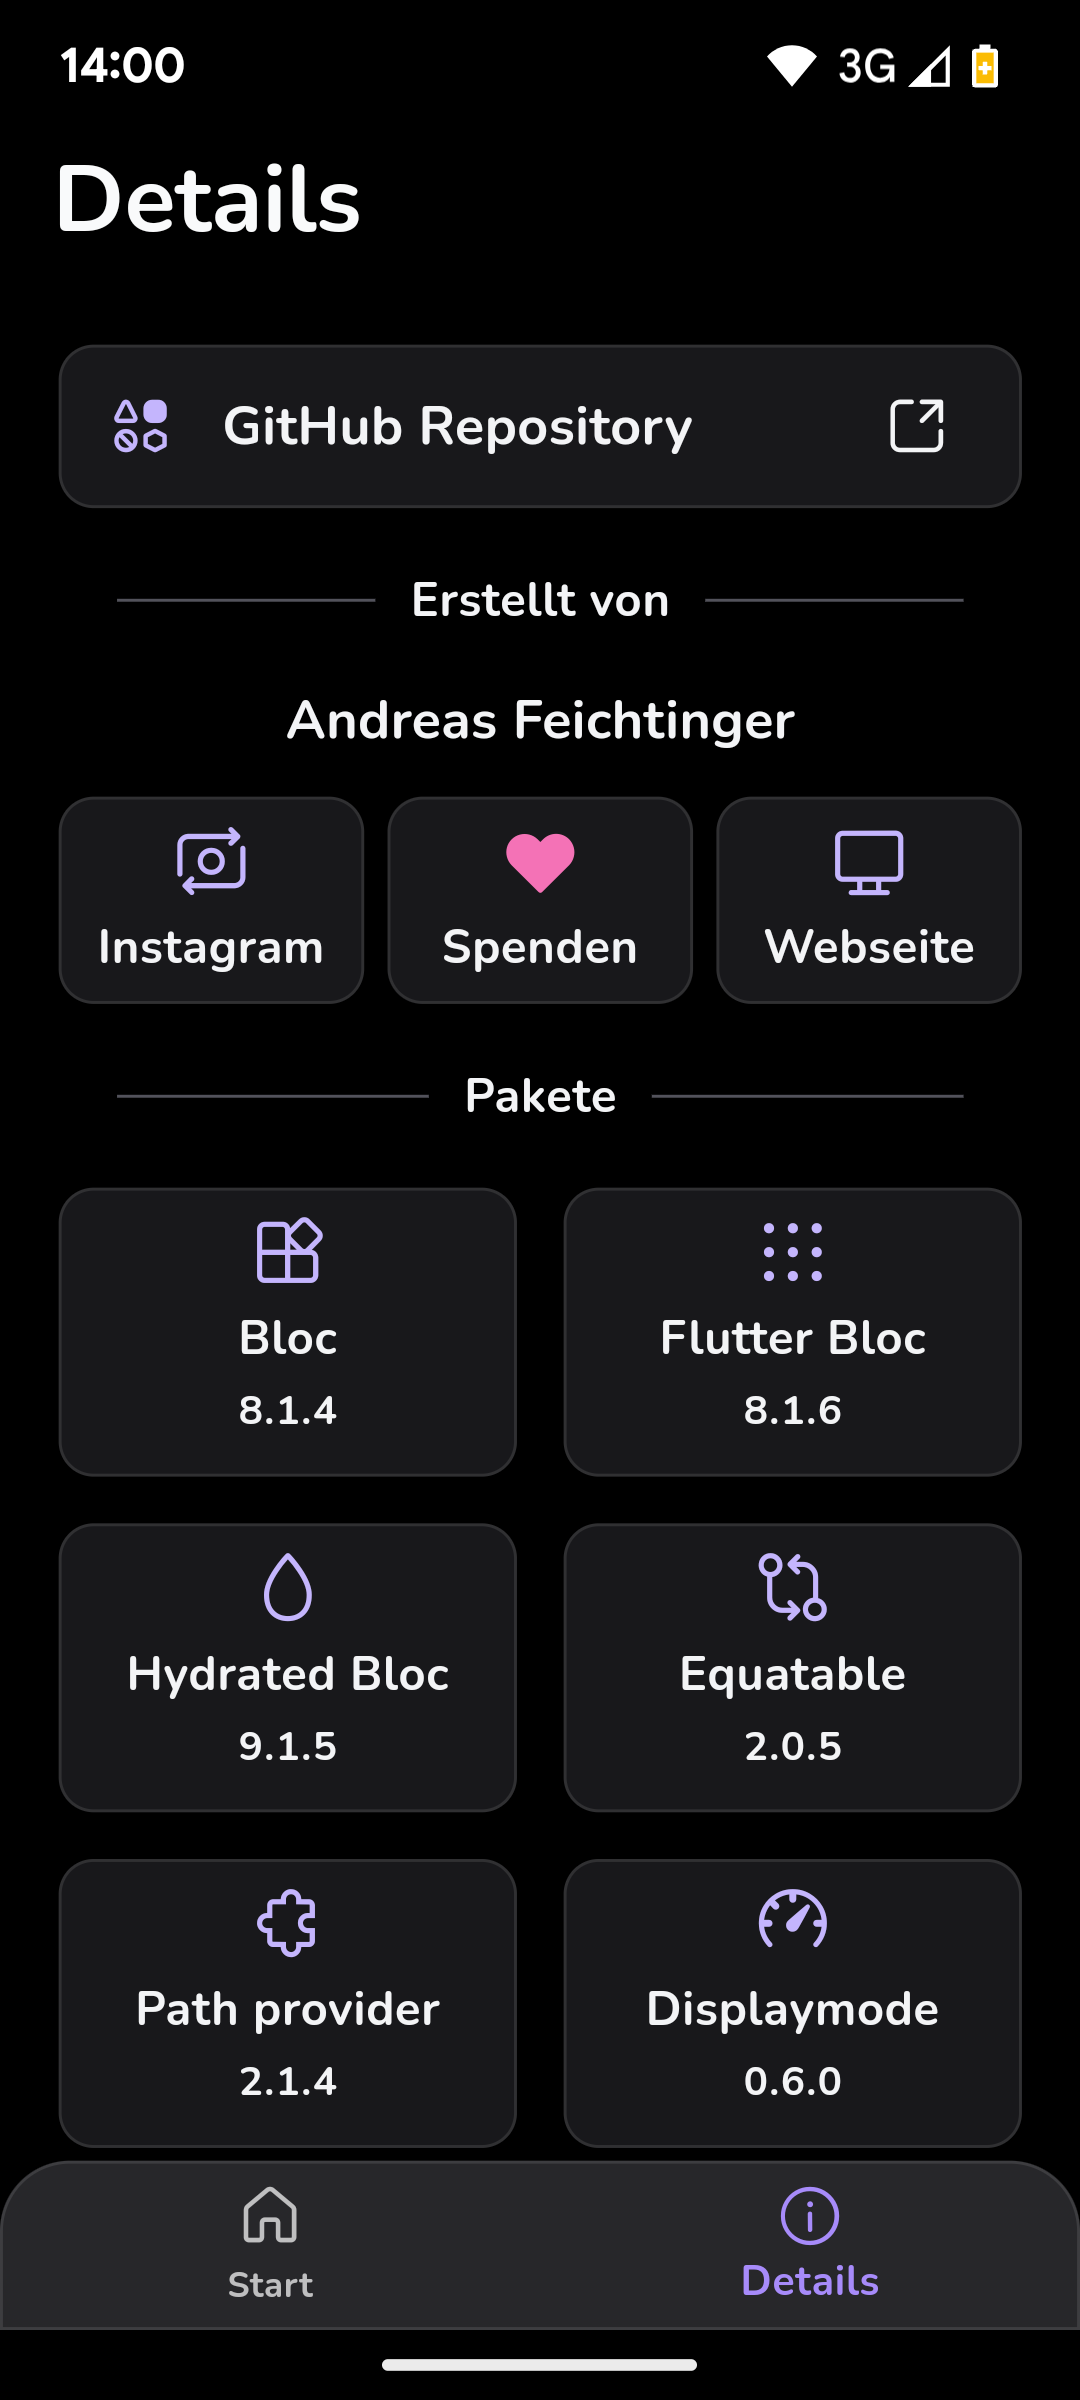 14:00
3G
Details
GitHub Repository
Erstellt von
Andreas Feichtinger
Instagram
Spenden
Webseite
Pakete
Bloc
8.1.4
Flutter Bloc
8.1.6
Hydrated Bloc
9.1.5
Equatable
2.0.5
Path provider
2.1.4
Displaymode
0.6.0
Start
Details